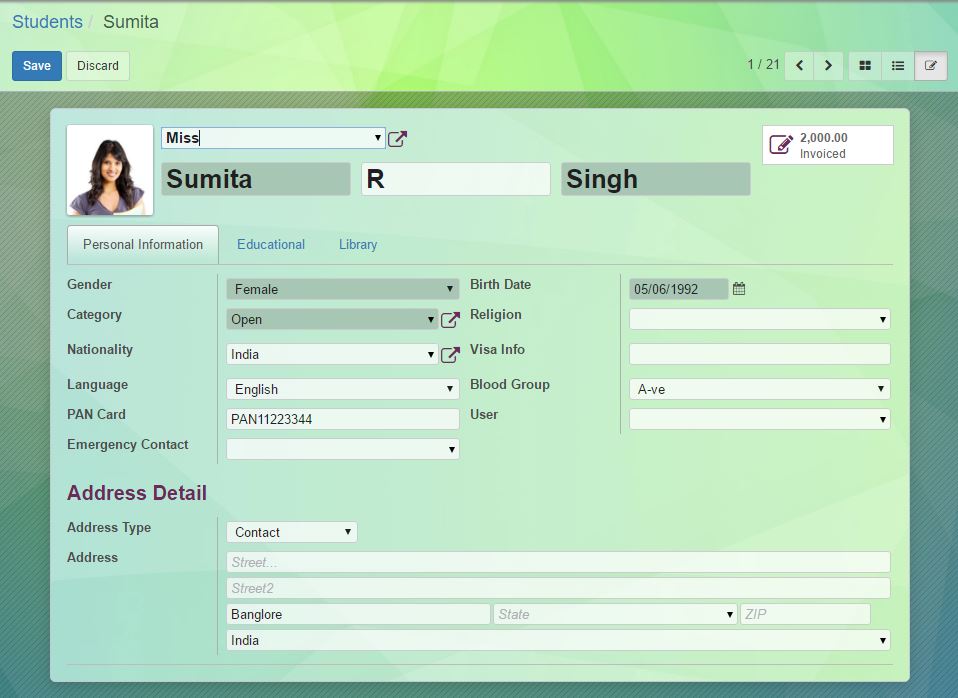 Students / Sumita
Save Discard 1 / 21
Miss
2,000.00
Invoiced
Sumita R Singh
Personal Information Educational Library
Gender Female Birth Date 05/06/1992
Category Open Religion
Nationality India Visa Info
Language English Blood Group A-ve
PAN Card PAN11223344 User
Emergency Contact
Address Detail
Address Type Contact
Address Street...
Street2
Banglore State ZIP
India